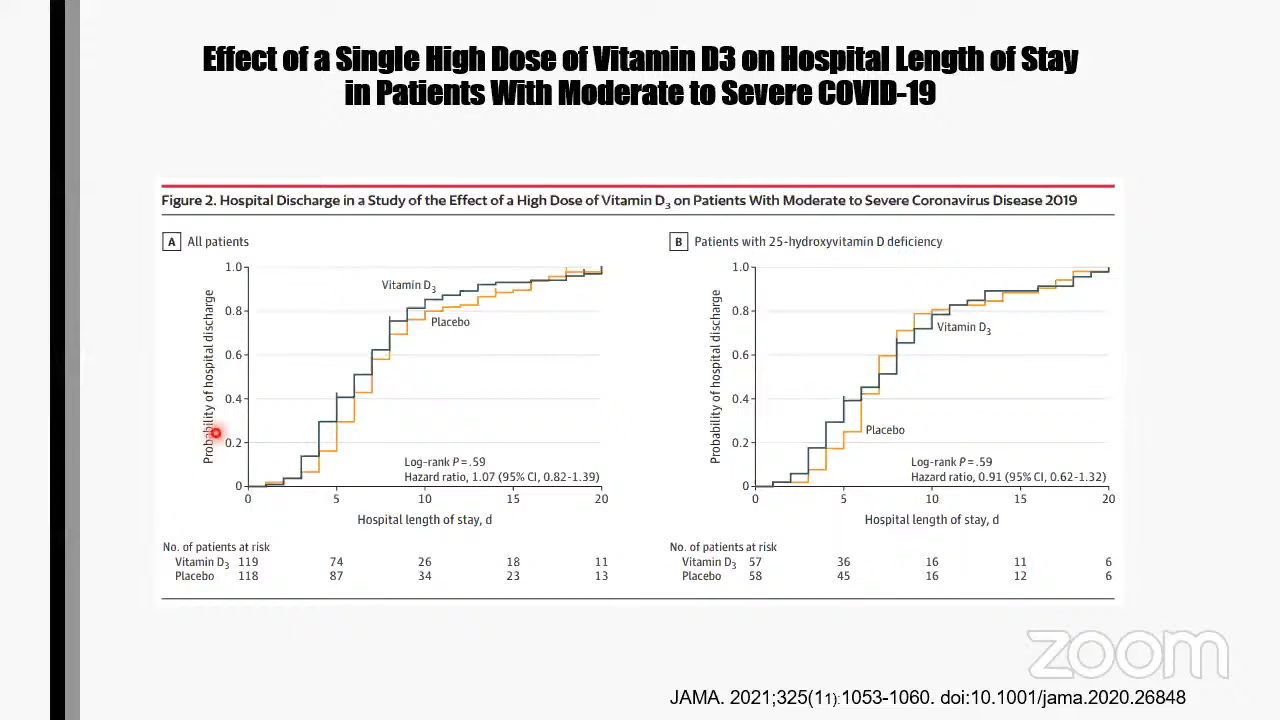 Effect of a Single High Dose of Vitamin D3 on Hospital Length of Stay
in Patients With Moderate to Severe COVID-19
Figure 2. Hospital Discharge in a Study of the Effect of a High Dose of Vitamin D3 on Patients With Moderate to Severe Coronavirus Disease 2019
A All patients
Probability of hospital discharge
1.0
0.8
0.6
0.4
0.2
0
Vitamin D3
Placebo
Log-rank P = .59
Hazard ratio, 1.07 (95% CI, 0.82-1.39)
0 5 10 15 20
Hospital length of stay, d
No. of patients at risk
Vitamin D3 119 74 26 18 11
Placebo 118 87 34 23 13
B Patients with 25-hydroxyvitamin D deficiency
Probability of hospital discharge
1.0
0.8
0.6
0.4
0.2
0
Vitamin D3
Placebo
Log-rank P = .59
Hazard ratio, 0.91 (95% CI, 0.62-1.32)
0 5 10 15 20
Hospital length of stay, d
No. of patients at risk
Vitamin D3 57 36 16 11 6
Placebo 58 45 16 12 6
zoom
JAMA. 2021;325(11):1053-1060. doi:10.1001/jama.2020.26848